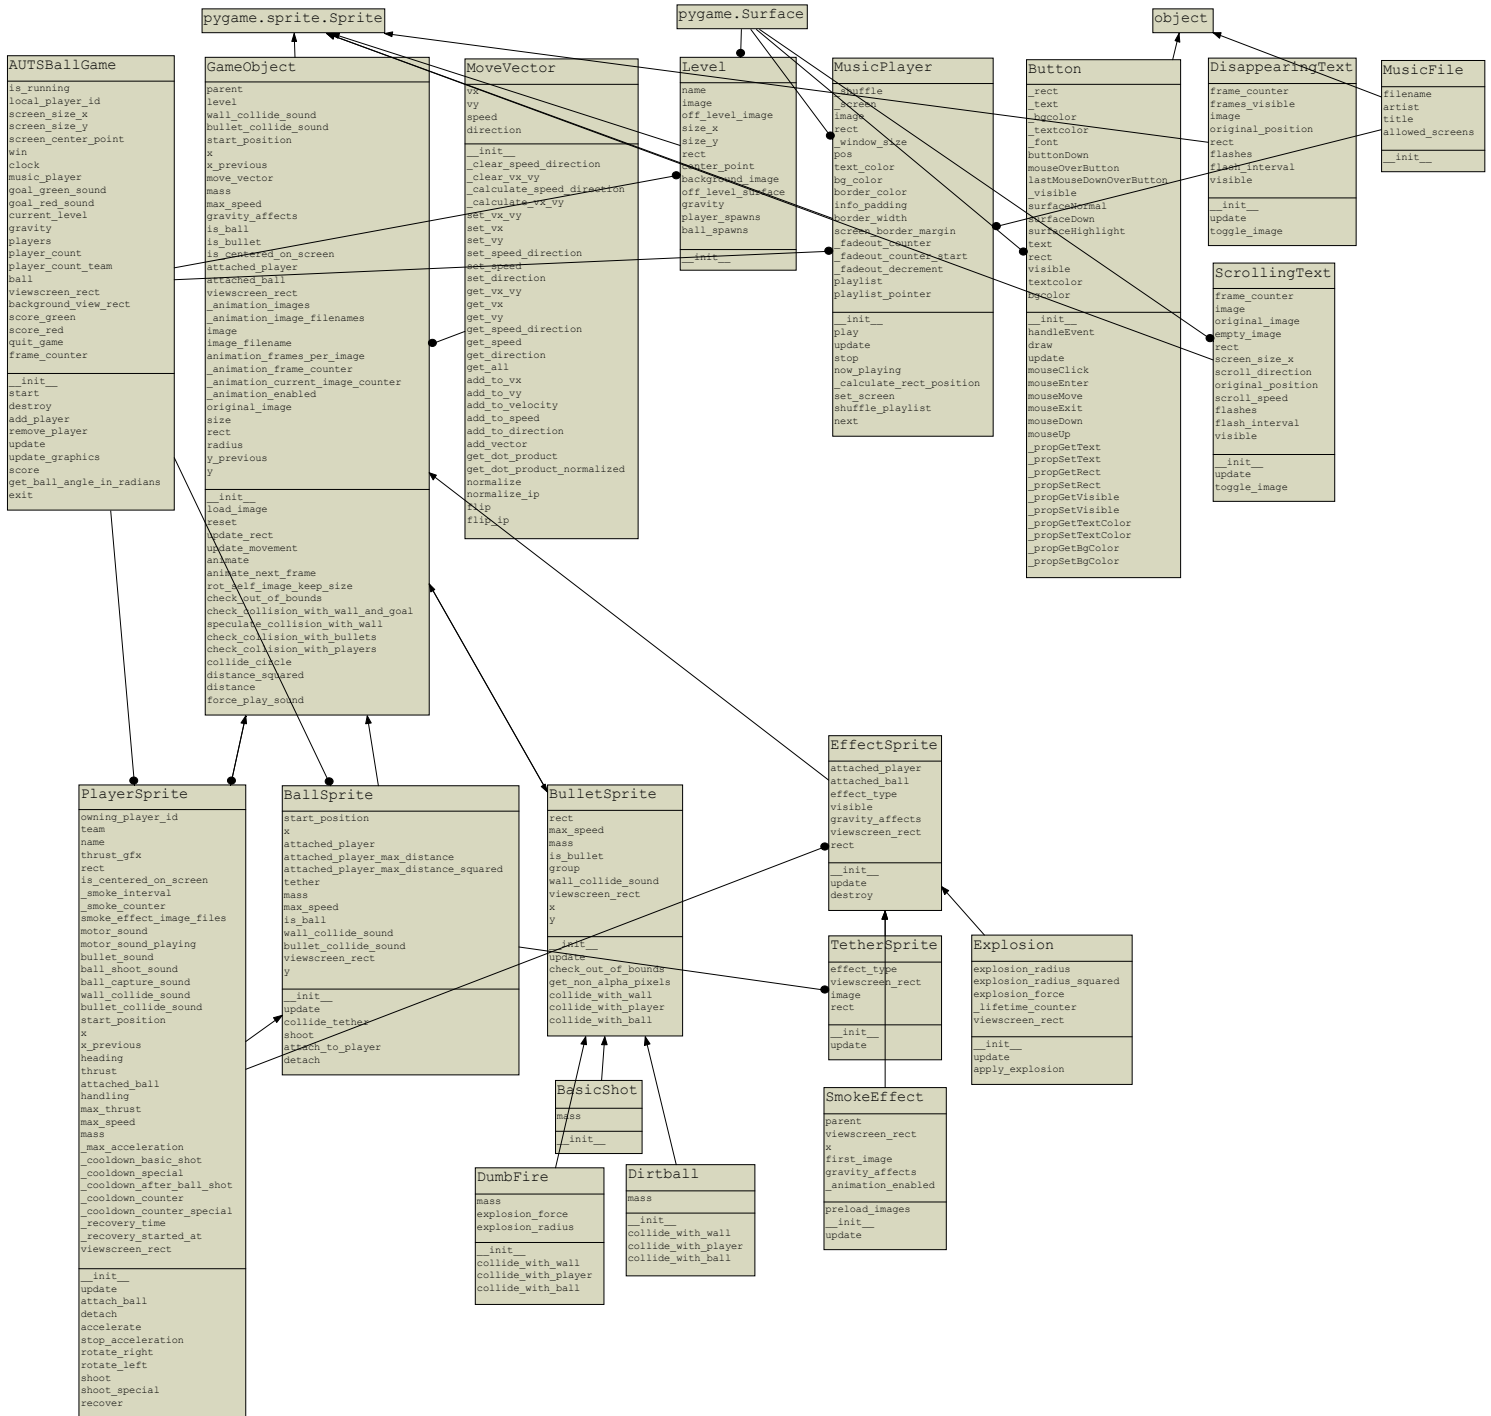 pygame.sprite.Sprite
pygame.Surface
object
AUTSBallGame
is_running
local_player_id
screen_size_x
screen_size_y
screen_center_point
win
clock
music_player
goal_green_sound
goal_red_sound
current_level
gravity
players
player_count
player_count_team
ball
viewscreen_rect
background_view_rect
score_green
score_red
quit_game
frame_counter
__init__
start
destroy
add_player
remove_player
update
update_graphics
score
get_ball_angle_in_radians
exit
GameObject
parent
level
wall_collide_sound
bullet_collide_sound
start_position
x
x_previous
move_vector
mass
max_speed
gravity_affects
is_ball
is_bullet
is_centered_on_screen
attached_player
attached_ball
viewscreen_rect
_animation_images
_animation_image_filenames
image
image_filename
animation_frames_per_image
_animation_frame_counter
_animation_current_image_counter
_animation_enabled
original_image
size
rect
radius
y_previous
y
__init__
load_image
reset
update_rect
update_movement
animate
animate_next_frame
rot_self_image_keep_size
check_out_of_bounds
check_collision_with_wall_and_goal
speculate_collision_with_wall
check_collision_with_bullets
check_collision_with_players
collide_circle
distance_squared
distance
force_play_sound
MoveVector
vx
vy
speed
direction
__init__
_clear_speed_direction
_clear_vx_vy
_calculate_speed_direction
_calculate_vx_vy
set_vx_vy
set_vx
set_vy
set_speed_direction
set_speed
set_direction
get_vx_vy
get_vx
get_vy
get_speed_direction
get_speed
get_direction
get_all
add_to_vx
add_to_vy
add_to_velocity
add_to_speed
add_to_direction
add_vector
get_dot_product
get_dot_product_normalized
normalize
normalize_ip
flip
flip_ip
Level
name
image
off_level_image
size_x
size_y
rect
center_point
background_image
off_level_surface
gravity
player_spawns
ball_spawns
__init__
MusicPlayer
_shuffle
_screen
image
rect
_window_size
pos
text_color
bg_color
border_color
info_padding
border_width
screen_border_margin
_fadeout_counter
_fadeout_counter_start
_fadeout_decrement
playlist
playlist_pointer
__init__
play
update
stop
now_playing
_calculate_rect_position
set_screen
shuffle_playlist
next
Button
_rect
_text
_bgcolor
_textcolor
_font
buttonDown
mouseOverButton
lastMouseDownOverButton
_visible
surfaceNormal
surfaceDown
surfaceHighlight
text
rect
visible
textcolor
bgcolor
__init__
handleEvent
draw
update
mouseClick
mouseEnter
mouseMove
mouseExit
mouseDown
mouseUp
_propGetText
_propSetText
_propGetRect
_propSetRect
_propGetVisible
_propSetVisible
_propGetTextColor
_propSetTextColor
_propGetBgColor
_propSetBgColor
DisappearingText
frame_counter
frames_visible
image
original_position
rect
flashes
flash_interval
visible
__init__
update
toggle_image
MusicFile
filename
artist
title
allowed_screens
__init__
ScrollingText
frame_counter
image
original_image
empty_image
rect
screen_size_x
scroll_direction
original_position
scroll_speed
flashes
flash_interval
visible
__init__
update
toggle_image
PlayerSprite
owning_player_id
team
name
thrust_gfx
rect
is_centered_on_screen
_smoke_interval
_smoke_counter
smoke_effect_image_files
motor_sound
motor_sound_playing
bullet_sound
ball_shoot_sound
ball_capture_sound
wall_collide_sound
bullet_collide_sound
start_position
x
x_previous
heading
thrust
attached_ball
handling
max_thrust
max_speed
mass
_max_acceleration
_cooldown_basic_shot
_cooldown_special
_cooldown_after_ball_shot
_cooldown_counter
_cooldown_counter_special
_recovery_time
_recovery_started_at
viewscreen_rect
__init__
update
attach_ball
detach
accelerate
stop_acceleration
rotate_right
rotate_left
shoot
shoot_special
recover
BallSprite
start_position
x
attached_player
attached_player_max_distance
attached_player_max_distance_squared
tether
mass
max_speed
is_ball
wall_collide_sound
bullet_collide_sound
viewscreen_rect
y
__init__
update
collide_tether
shoot
attach_to_player
detach
BulletSprite
rect
max_speed
mass
is_bullet
group
wall_collide_sound
viewscreen_rect
x
y
__init__
update
check_out_of_bounds
get_non_alpha_pixels
collide_with_wall
collide_with_player
collide_with_ball
EffectSprite
attached_player
attached_ball
effect_type
visible
gravity_affects
viewscreen_rect
rect
__init__
update
destroy
TetherSprite
effect_type
viewscreen_rect
image
rect
__init__
update
Explosion
explosion_radius
explosion_radius_squared
explosion_force
_lifetime_counter
viewscreen_rect
__init__
update
apply_explosion
BasicShot
mass
__init__
SmokeEffect
parent
viewscreen_rect
x
first_image
gravity_affects
_animation_enabled
preload_images
__init__
update
DumbFire
mass
explosion_force
explosion_radius
__init__
collide_with_wall
collide_with_player
collide_with_ball
Dirtball
mass
__init__
collide_with_wall
collide_with_player
collide_with_ball